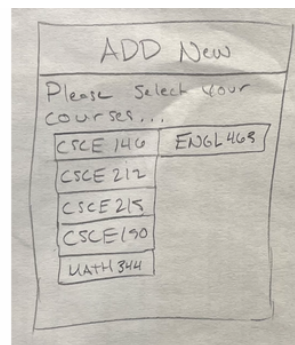 ADD New
Please Select Your
courses...
CSCE 146 ENGL 463
CSCE 212
CSCE 215
CSCE 190
MATH 344